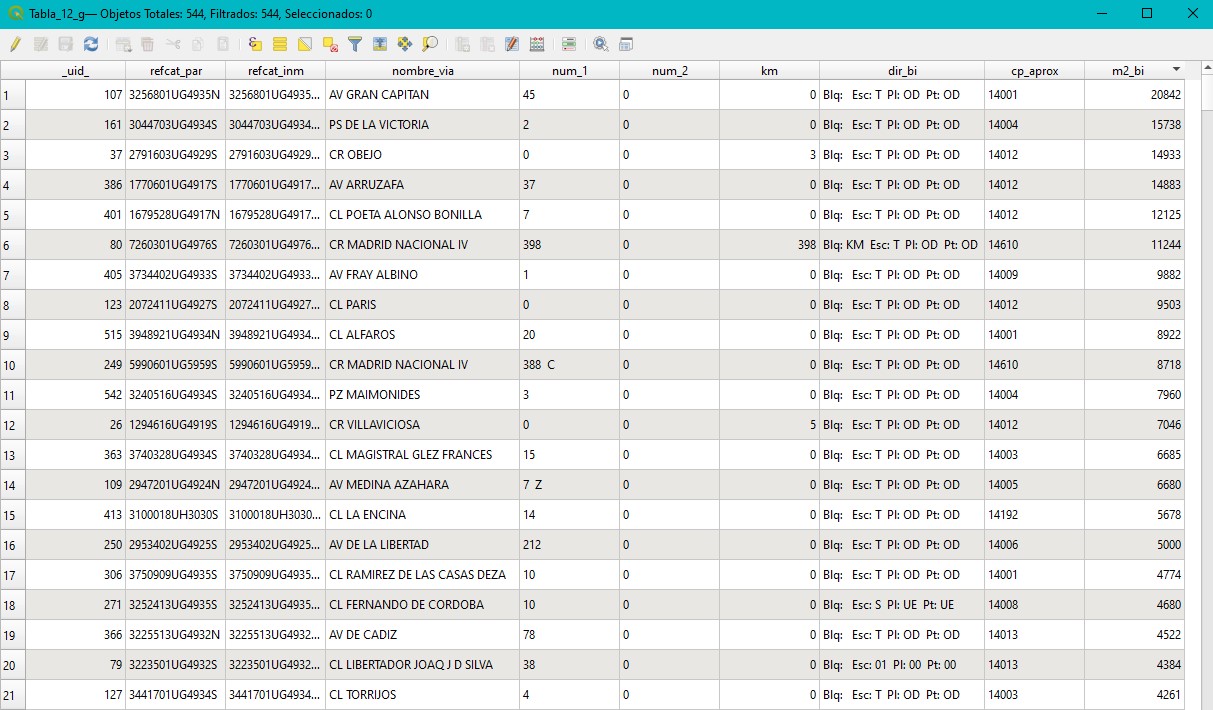 Tabla_12_g— Objetos Totales: 544, Filtrados: 544, Seleccionados: 0
_uid_ refcat_par refcat_inm nombre_via num_1 num_2 km dir_bi cp_aprox m2_bi
1 107 3256801UG4935N 3256801UG4935... AV GRAN CAPITAN 45 0 0 Blq: Esc: T Pl: OD Pt: OD 14001 20842
2 161 3044703UG4934S 3044703UG4934... PS DE LA VICTORIA 2 0 0 Blq: Esc: T Pl: OD Pt: OD 14004 15738
3 37 2791603UG4929S 2791603UG4929... CR OBEJO 0 0 3 Blq: Esc: T Pl: OD Pt: OD 14012 14933
4 386 1770601UG4917S 1770601UG4917... AV ARRUZAFA 37 0 0 Blq: Esc: T Pl: OD Pt: OD 14012 14883
5 401 1679528UG4917N 1679528UG4917... CL POETA ALONSO BONILLA 7 0 0 Blq: Esc: T Pl: OD Pt: OD 14012 12125
6 80 7260301UG4976S 7260301UG4976... CR MADRID NACIONAL IV 398 0 398 Blq: KM Esc: T Pl: OD Pt: OD 14610 11244
7 405 3734402UG4933S 3734402UG4933... AV FRAY ALBINO 1 0 0 Blq: Esc: T Pl: OD Pt: OD 14009 9882
8 123 2072411UG4927S 2072411UG4927... CL PARIS 0 0 0 Blq: Esc: T Pl: OD Pt: OD 14012 9503
9 515 3948921UG4934N 3948921UG4934... CL ALFAROS 20 0 0 Blq: Esc: T Pl: OD Pt: OD 14001 8922
10 249 5990601UG5959S 5990601UG5959... CR MADRID NACIONAL IV 388 C 0 0 Blq: Esc: T Pl: OD Pt: OD 14610 8718
11 542 3240516UG4934S 3240516UG4934... PZ MAIMONIDES 3 0 0 Blq: Esc: T Pl: OD Pt: OD 14004 7960
12 26 1294616UG4919S 1294616UG4919... CR VILLAVICIOSA 0 0 5 Blq: Esc: T Pl: OD Pt: OD 14012 7046
13 363 3740328UG4934S 3740328UG4934... CL MAGISTRAL GLEZ FRANCES 15 0 0 Blq: Esc: T Pl: OD Pt: OD 14003 6685
14 109 2947201UG4924N 2947201UG4924... AV MEDINA AZAHARA 7 Z 0 0 Blq: Esc: T Pl: OD Pt: OD 14005 6680
15 413 3100018UH3030S 3100018UH3030... CL LA ENCINA 14 0 0 Blq: Esc: T Pl: OD Pt: OD 14192 5678
16 250 2953402UG4925S 2953402UG4925... AV DE LA LIBERTAD 212 0 0 Blq: Esc: T Pl: OD Pt: OD 14006 5000
17 306 3750909UG4935S 3750909UG4935... CL RAMIREZ DE LAS CASAS DEZA 10 0 0 Blq: Esc: T Pl: OD Pt: OD 14001 4774
18 271 3252413UG4935S 3252413UG4935... CL FERNANDO DE CORDOBA 10 0 0 Blq: Esc: S Pl: UE Pt: UE 14008 4680
19 366 3225513UG4932N 3225513UG4932... AV DE CADIZ 78 0 0 Blq: Esc: T Pl: OD Pt: OD 14013 4522
20 79 3223501UG4932S 3223501UG4932... CL LIBERTADOR JOAQ J D SILVA 38 0 0 Blq: Esc: 01 Pl: 00 Pt: 00 14013 4384
21 127 3441701UG4934S 3441701UG4934... CL TORRIJOS 4 0 0 Blq: Esc: T Pl: OD Pt: OD 14003 4261